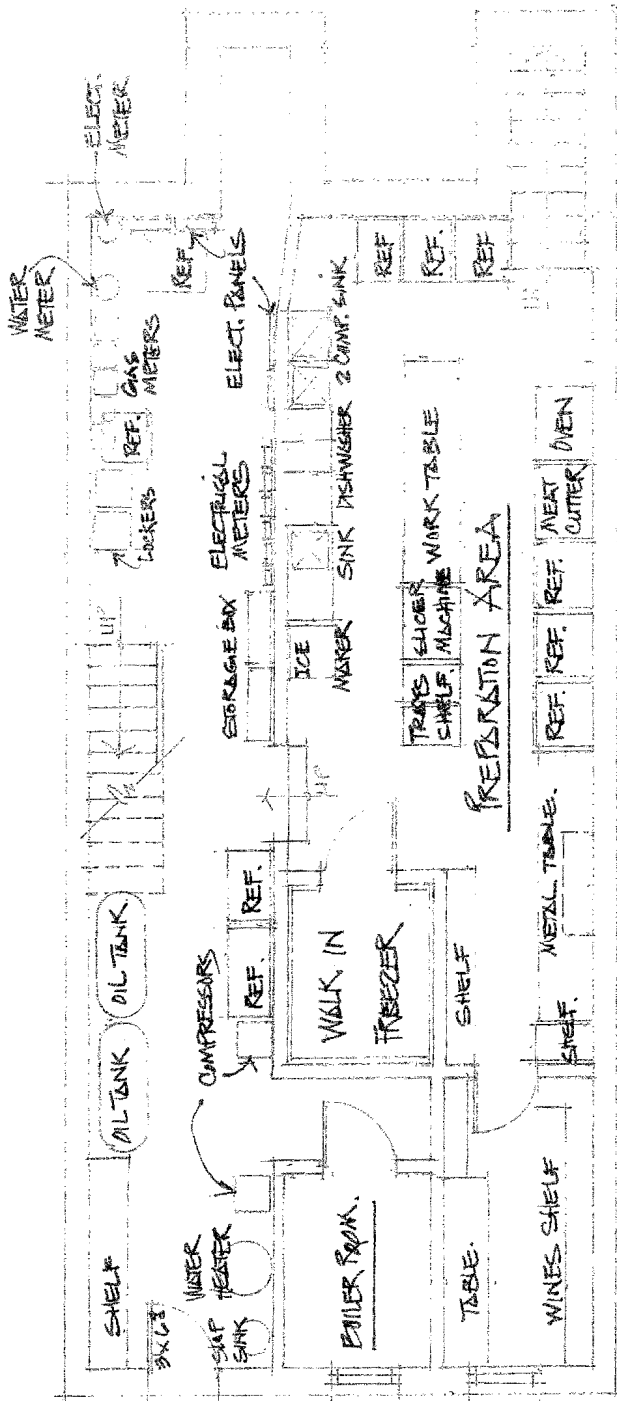 WATER
METER
ELECT.
METER
GAS
METERS
REF.
LOCKERS
UP
OIL TANK
OIL TANK
SHELF
3X68
REF.
ELECT. PANELS
ELECTRICAL
METERS
STORAGE BOX
REF.
REF.
COMPRESSORS
WATER
HEATER
SLOP
SINK
2 COMP. SINK
DISHWASHER
SINK
ICE
MAKER
UP
WALK IN
FREEZER
BOILER ROOM.
REF
REF.
REF
UP
WORK TABLE
SLICER
MACHINE
TRAYS
SHELF.
PREPARATION AREA
SHELF
TABLE.
OVEN
MEAT
CUTTER
REF.
REF.
REF.
METAL TABLE.
SHELF.
WINES SHELF